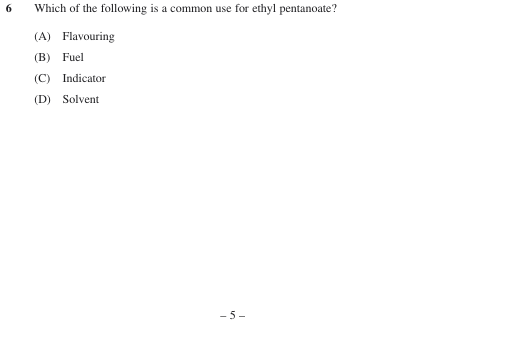 6 Which of the following is a common use for ethyl pentanoate?
(A) Flavouring
(B) Fuel
(C) Indicator
(D) Solvent
– 5 –